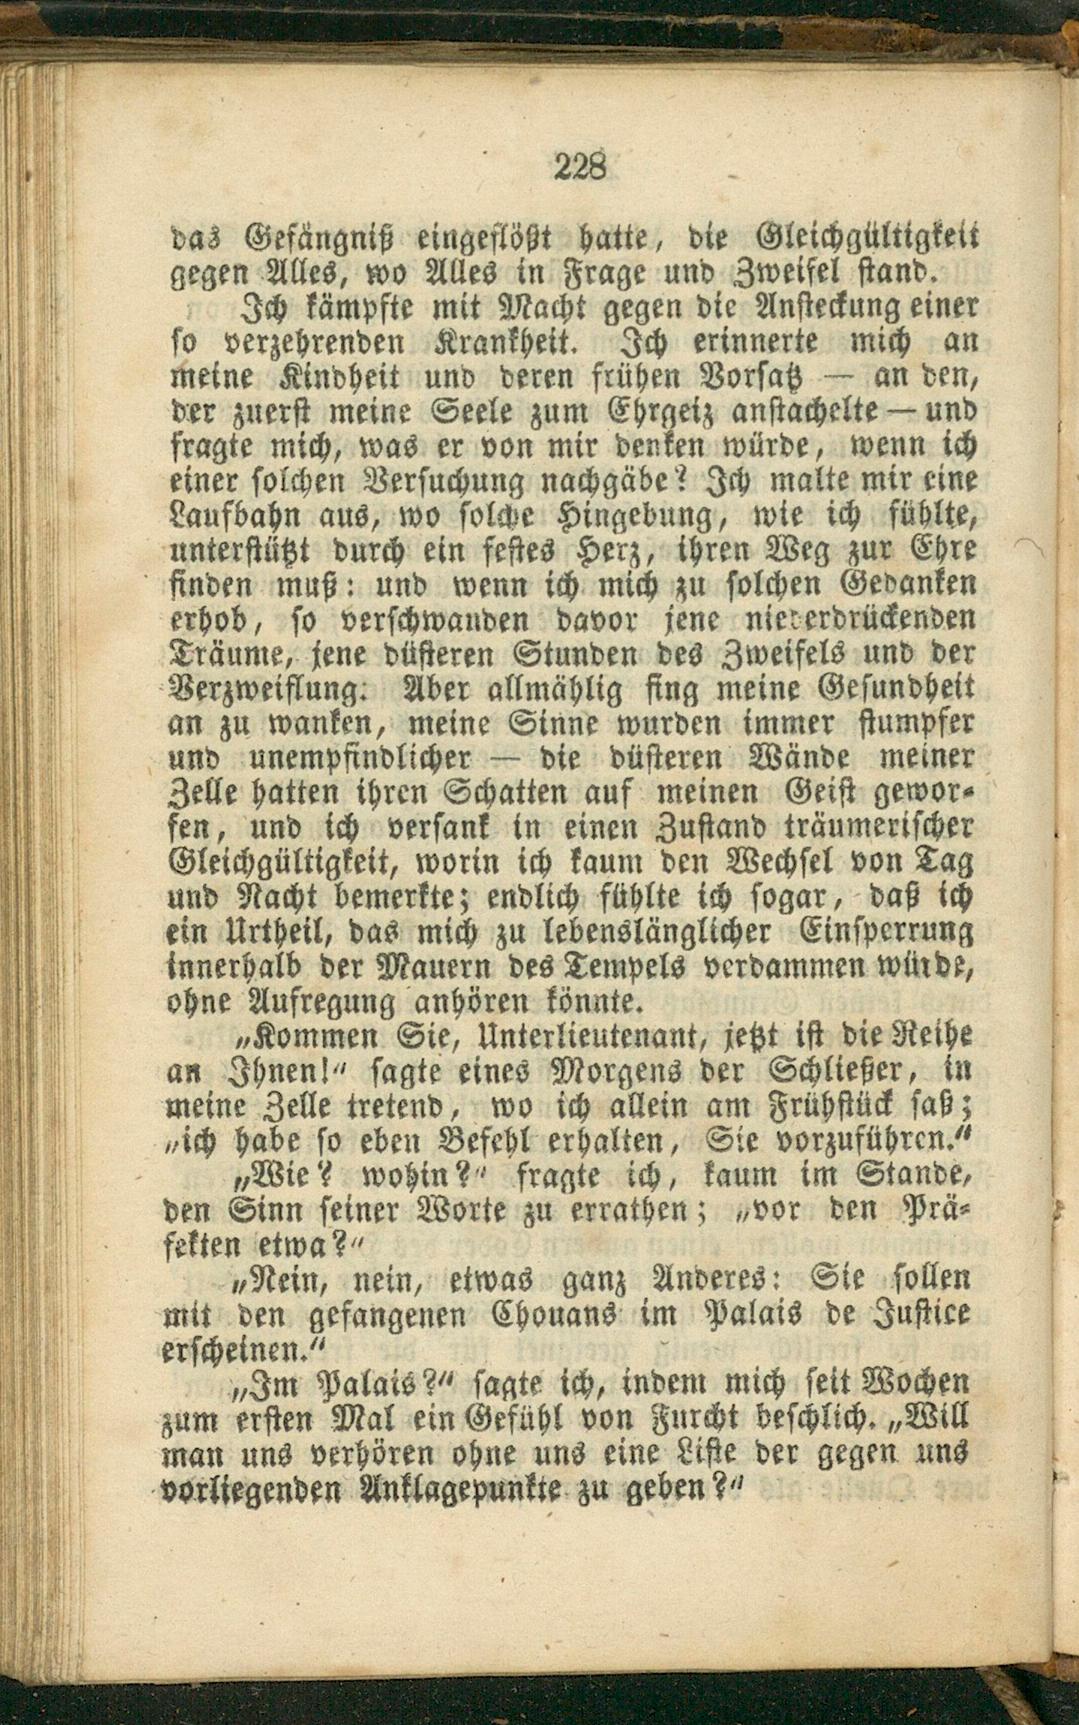 228
das Gefängniß eingeflößt hatte, die Gleichgültigkeit
gegen Alles, wo Alles in Frage und Zweifel stand.
Ich kämpfte mit Macht gegen die Ansteckung einer
so verzehrenden Krankheit. Ich erinnerte mich an
meine Kindheit und deren frühen Vorsatz — an den,
der zuerst meine Seele zum Ehrgeiz anstachelte — und
fragte mich, was er von mir denken würde, wenn ich
einer solchen Versuchung nachgäbe? Ich malte mir eine
Laufbahn aus, wo solche Hingebung, wie ich fühlte,
unterstützt durch ein festes Herz, ihren Weg zur Ehre
finden muß: und wenn ich mich zu solchen Gedanken
erhob, so verschwanden davor jene niederdrückenden
Träume, jene düsteren Stunden des Zweifels und der
Verzweiflung. Aber allmählig fing meine Gesundheit
an zu wanken, meine Sinne wurden immer stumpfer
und unempfindlicher — die düsteren Wände meiner
Zelle hatten ihren Schatten auf meinen Geist gewor-
fen, und ich versank in einen Zustand träumerischer
Gleichgültigkeit, worin ich kaum den Wechsel von Tag
und Nacht bemerkte; endlich fühlte ich sogar, daß ich
ein Urtheil, das mich zu lebenslänglicher Einsperrung
innerhalb der Mauern des Tempels verdammen würde,
ohne Aufregung anhören könnte.
„Kommen Sie, Unterlieutenant, jetzt ist die Reihe
an Ihnen!“ sagte eines Morgens der Schließer, in
meine Zelle tretend, wo ich allein am Frühstück saß;
„ich habe so eben Befehl erhalten, Sie vorzuführen.“
„Wie? wohin?“ fragte ich, kaum im Stande,
den Sinn seiner Worte zu errathen; „vor den Prä-
fekten etwa?“
„Nein, nein, etwas ganz Anderes: Sie sollen
mit den gefangenen Chouans im Palais de Justice
erscheinen.“
„Im Palais?“ sagte ich, indem mich seit Wochen
zum ersten Mal ein Gefühl von Furcht beschlich. „Will
man uns verhören ohne uns eine Liste der gegen uns
vorliegenden Anklagepunkte zu geben?“